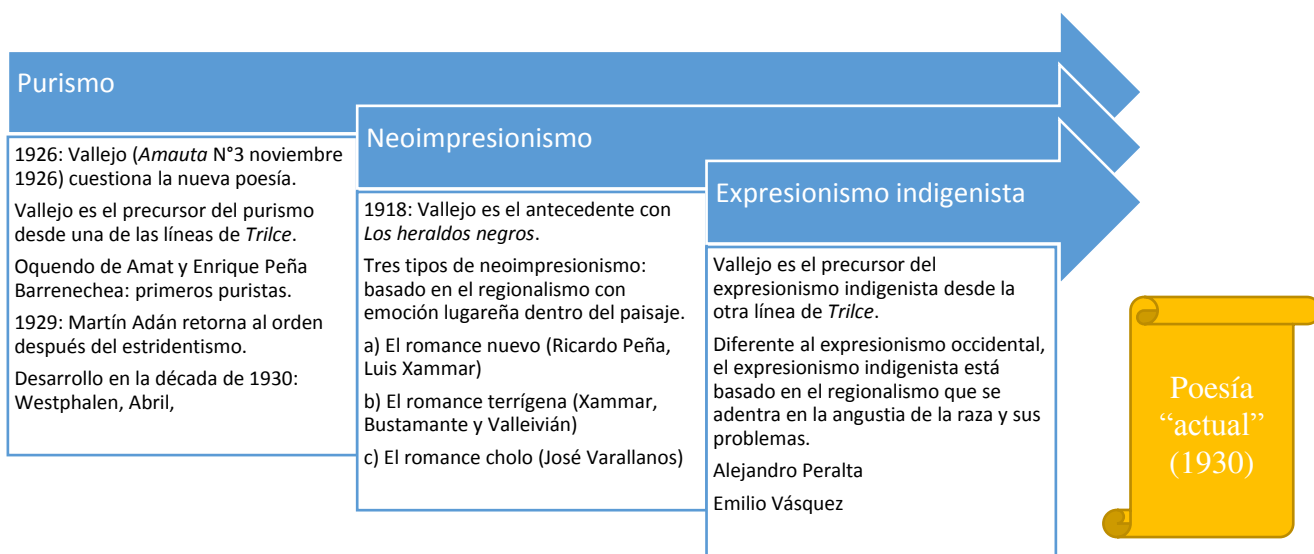 Purismo
1926: Vallejo (Amauta N°3 noviembre
1926) cuestiona la nueva poesía.
Vallejo es el precursor del purismo
desde una de las líneas de Trilce.
Oquendo de Amat y Enrique Peña
Barrenechea: primeros puristas.
1929: Martín Adán retorna al orden
después del estridentismo.
Desarrollo en la década de 1930:
Westphalen, Abril,
Neoimpresionismo
1918: Vallejo es el antecedente con
Los heraldos negros.
Tres tipos de neoimpresionismo:
basado en el regionalismo con
emoción lugareña dentro del paisaje.
a) El romance nuevo (Ricardo Peña,
Luis Xammar)
b) El romance terrígena (Xammar,
Bustamante y Valleivián)
c) El romance cholo (José Varallanos)
Expresionismo indigenista
Vallejo es el precursor del
expresionismo indigenista desde la
otra línea de Trilce.
Diferente al expresionismo occidental,
el expresionismo indigenista está
basado en el regionalismo que se
adentra en la angustia de la raza y sus
problemas.
Alejandro Peralta
Emilio Vásquez
Poesía
“actual”
(1930)